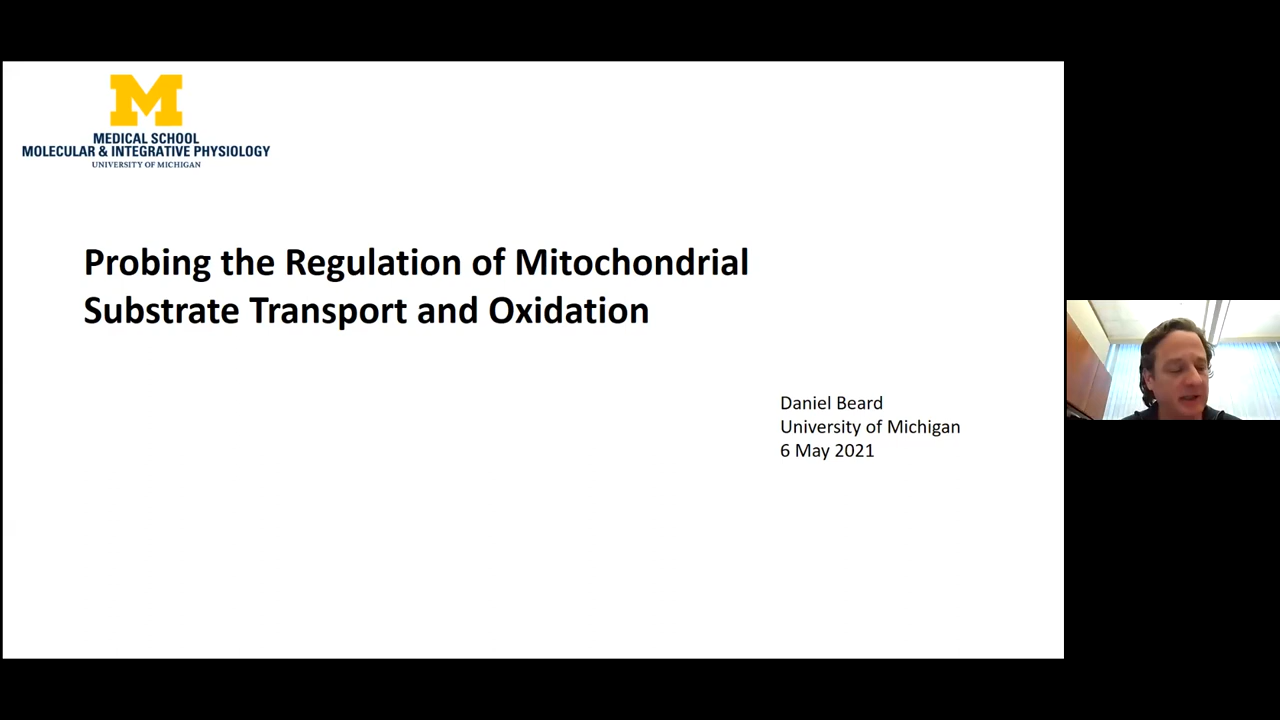 M
MEDICAL SCHOOL
MOLECULAR & INTEGRATIVE PHYSIOLOGY
UNIVERSITY OF MICHIGAN
Probing the Regulation of Mitochondrial
Substrate Transport and Oxidation
Daniel Beard
University of Michigan
6 May 2021